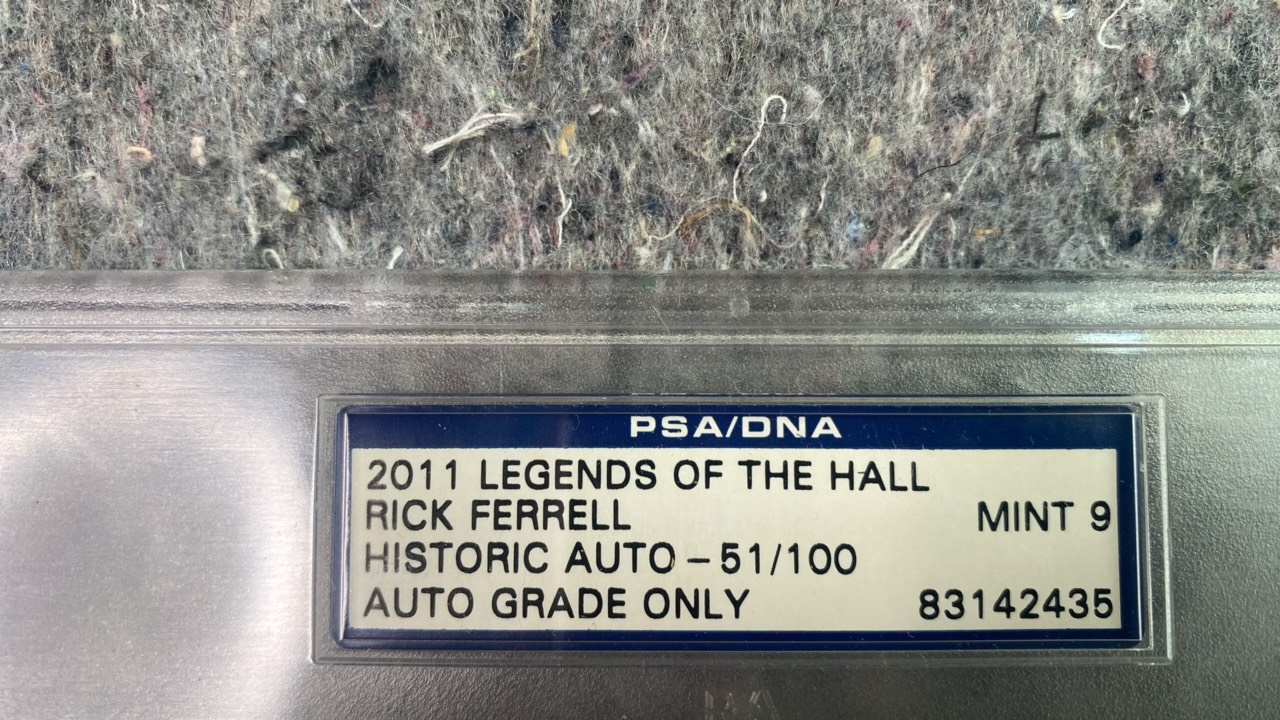 PSA/DNA
2011 LEGENDS OF THE HALL
RICK FERRELL MINT 9
HISTORIC AUTO - 51/100
AUTO GRADE ONLY 83142435